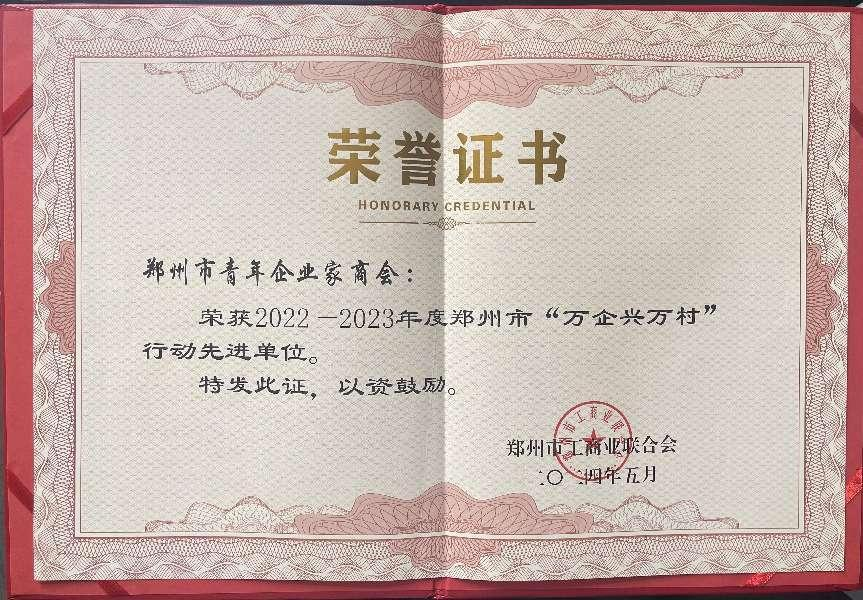 荣誉证书
HONORARY CREDENTIAL
郑州市青年企业家商会：
荣获2022－2023年度郑州市“万企兴万村”
行动先进单位。
特发此证，以资鼓励。
郑州市工商业联合会
二〇二四年五月